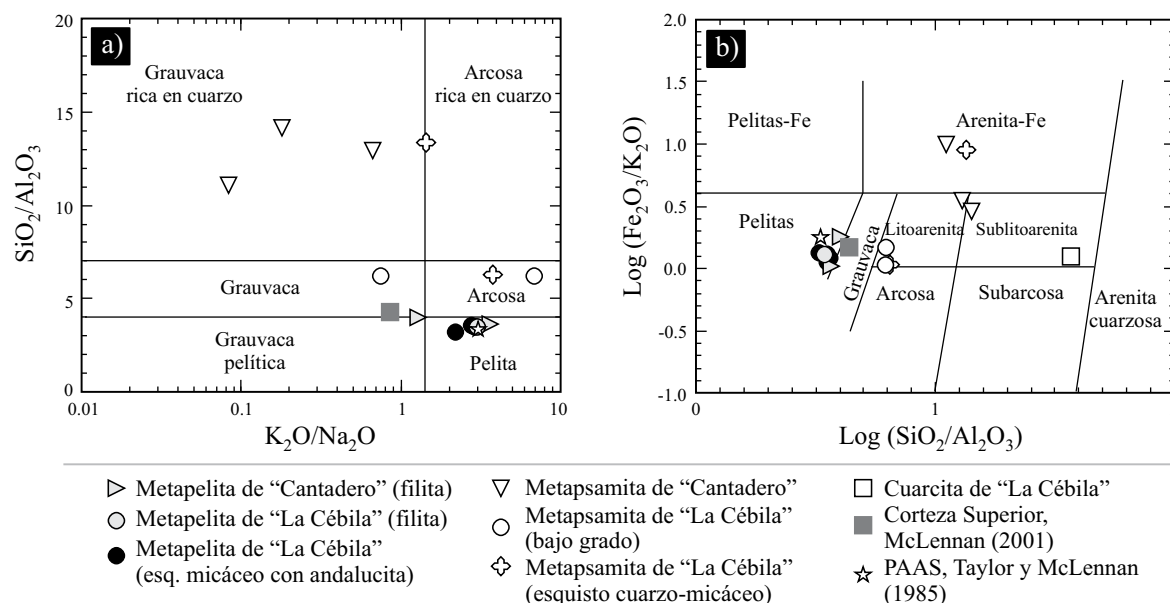 a)
20
15
10
5
0
SiO2/Al2O3
Grauvaca
rica en cuarzo
Arcosa
rica en cuarzo
Grauvaca
Arcosa
Grauvaca
pelítica
Pelita
0.01
0.1
1
10
K2O/Na2O
b)
2.0
1.5
1.0
0.5
0.0
-0.5
-1.0
Log (Fe2O3/K2O)
Pelitas-Fe
Arenita-Fe
Pelitas
Grauvaca
Litoarenita
Sublitoarenita
Arcosa
Subarcosa
Arenita
cuarzosa
0
1
Log (SiO2/Al2O3)
Metapelita de “Cantadero” (filita)
Metapelita de “La Cébila” (filita)
Metapelita de “La Cébila”
(esq. micáceo con andalucita)
Metapsamita de “Cantadero”
Metapsamita de “La Cébila”
(bajo grado)
Metapsamita de “La Cébila”
(esquisto cuarzo-micáceo)
Cuarcita de “La Cébila”
Corteza Superior,
McLennan (2001)
PAAS, Taylor y McLennan
(1985)